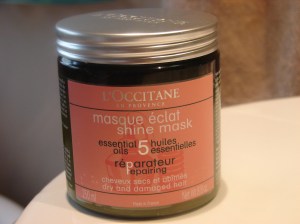 L'OCCITANE
EN PROVENCE
masque éclat
shine mask
essential 5 huiles
oils essentielles
réparateur
repairing
cheveux secs et abîmés
dry and damaged hair